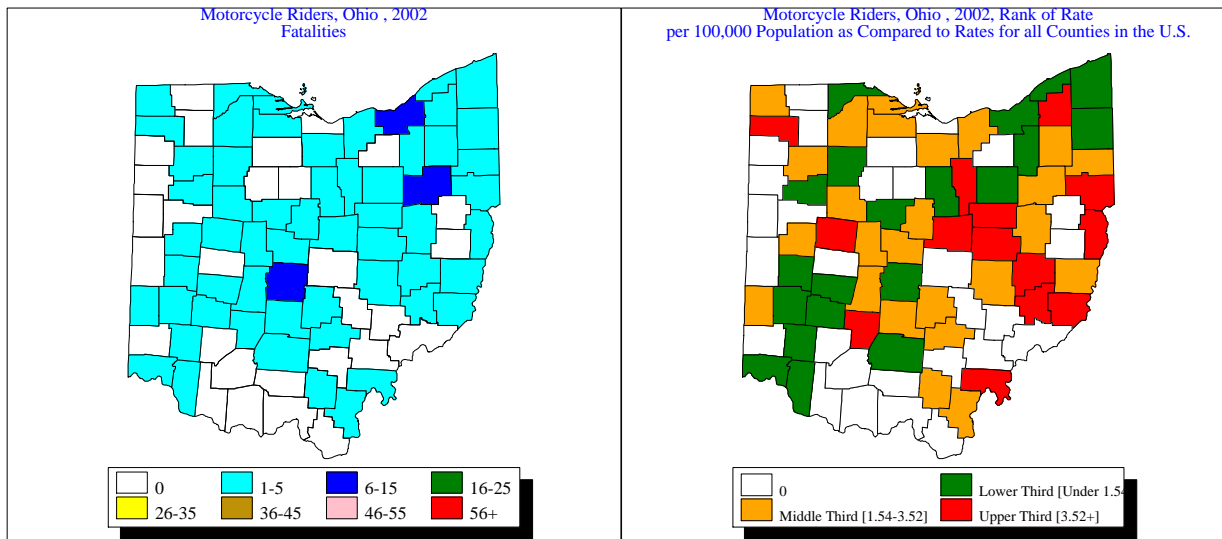 Motorcycle Riders, Ohio , 2002
Fatalities
0
1-5
6-15
16-25
26-35
36-45
46-55
56+
Motorcycle Riders, Ohio , 2002, Rank of Rate
per 100,000 Population as Compared to Rates for all Counties in the U.S.
0
Lower Third [Under 1.54
Middle Third [1.54-3.52]
Upper Third [3.52+]